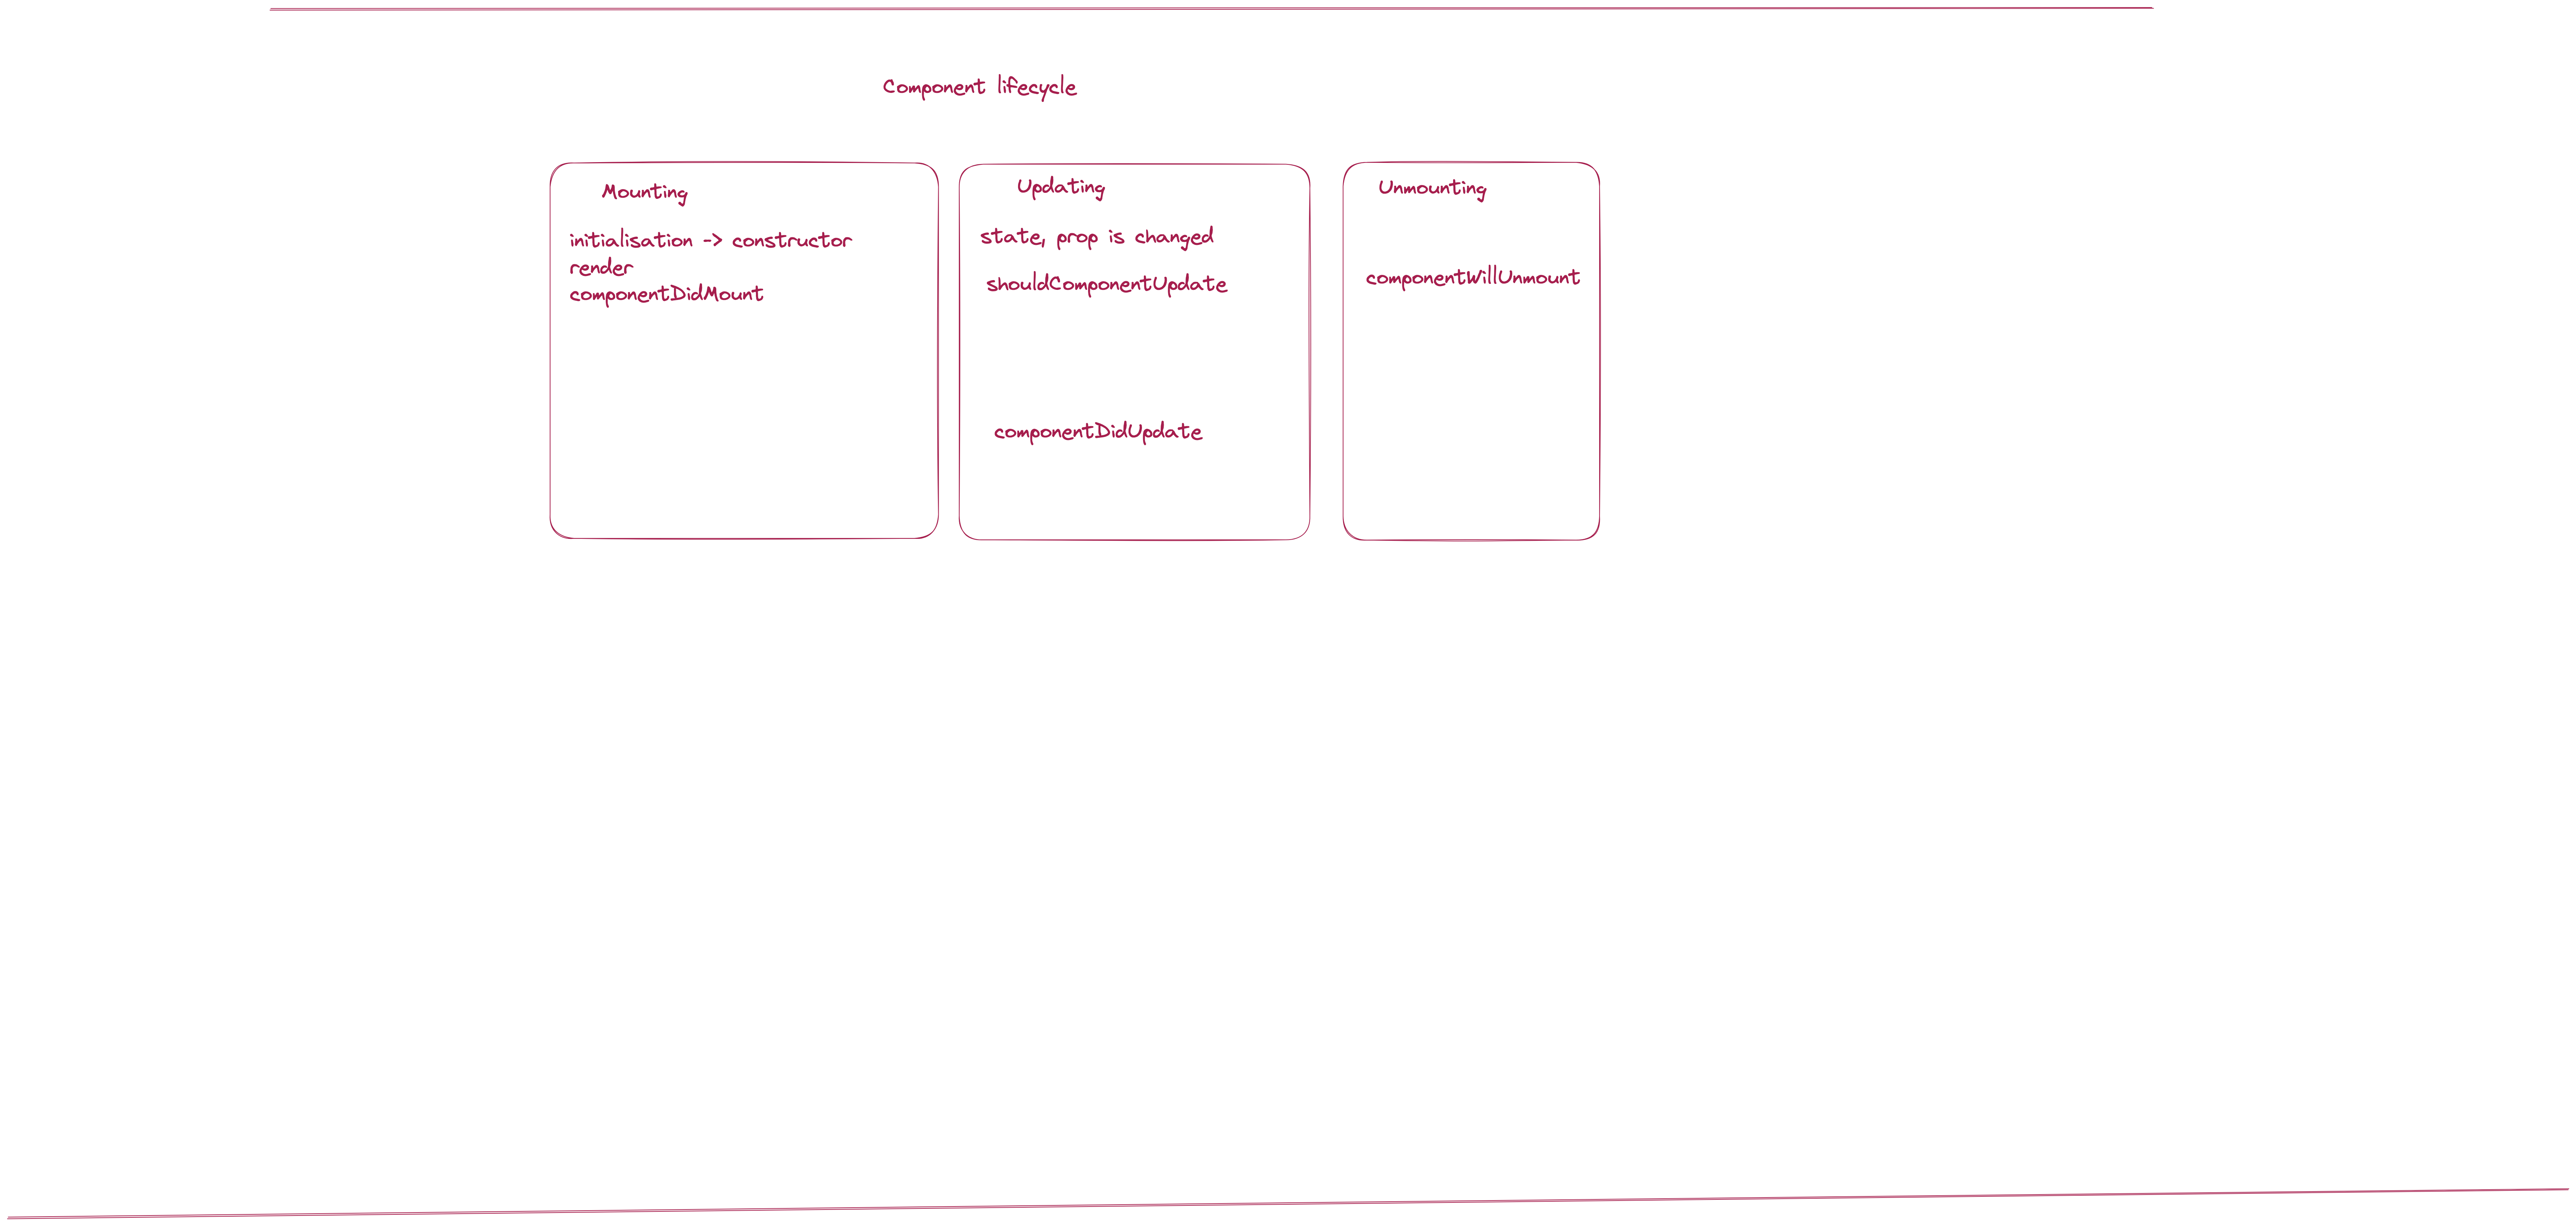 Component lifecycle
Mounting
initialisation -> constructor
render
componentDidMount
Updating
state, prop is changed
shouldComponentUpdate
componentDidUpdate
Unmounting
componentWillUnmount